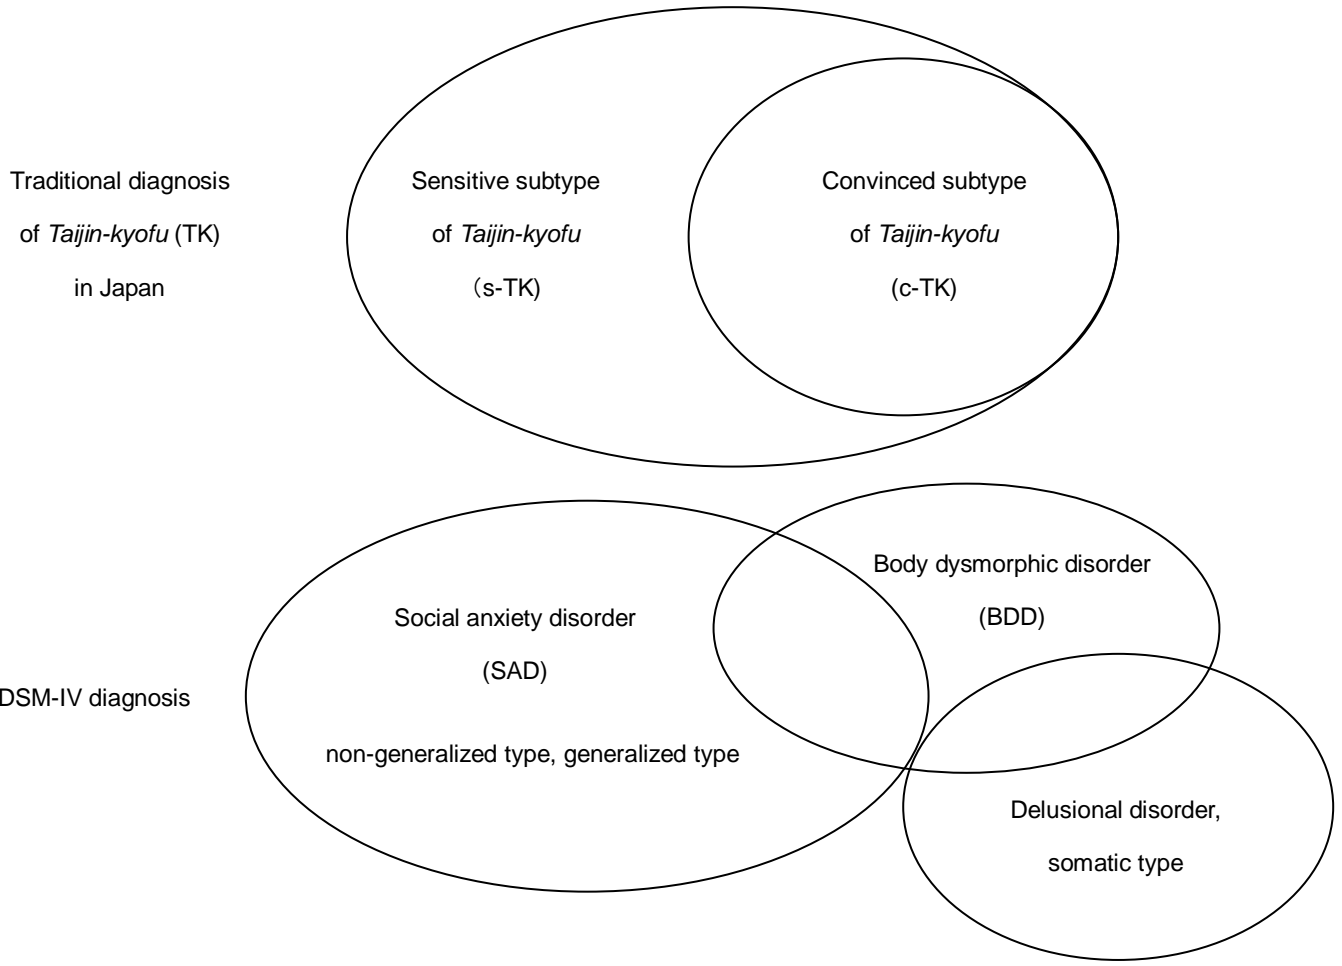 Traditional diagnosis
of Taijin-kyofu (TK)
in Japan
Sensitive subtype
of Taijin-kyofu
（s-TK)
Convinced subtype
of Taijin-kyofu
(c-TK)
DSM-IV diagnosis
Social anxiety disorder
(SAD)
non-generalized type, generalized type
Body dysmorphic disorder
(BDD)
Delusional disorder,
somatic type